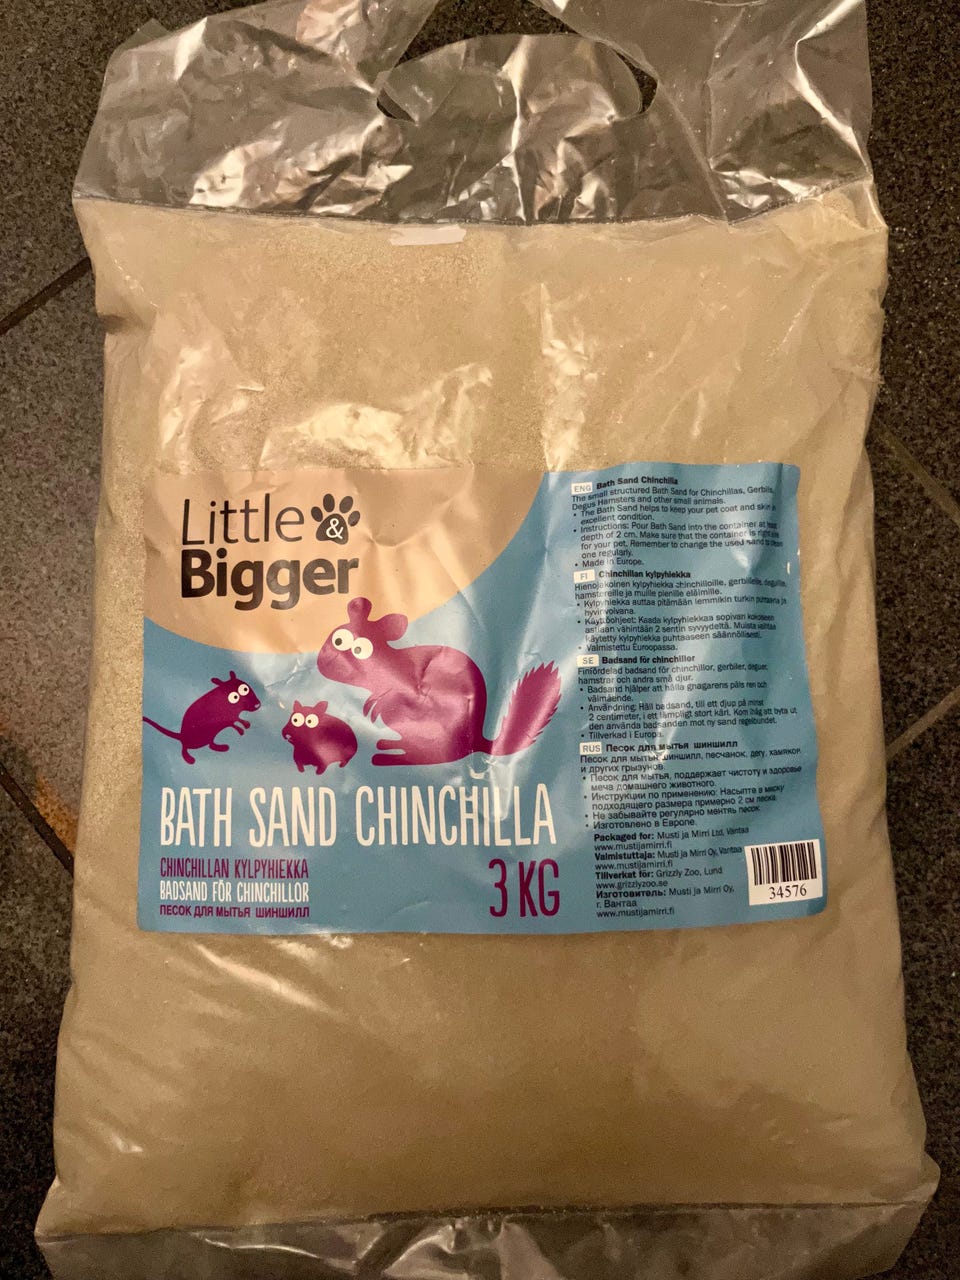 Little &
Bigger
BATH SAND CHINCHILLA
CHINCHILLAN KYLPYHIEKKA
BADSAND FÖR CHINCHILLOR
ПЕСОК ДЛЯ МЫТЬЯ ШИНШИЛЛ
3 KG
ENG Bath Sand Chinchilla
The small structured Bath Sand for Chinchillas, Gerbils,
Degus Hamsters and other small animals.
• The Bath Sand helps to keep your pet coat and skin in
excellent condition.
• Instructions: Pour Bath Sand into the container at least
depth of 2 cm. Make sure that the container is right size
for your pet. Remember to change the used sand to clean
one regularly.
• Made in Europe.
FI Chinchillan kylpyhiekka
Hienojakoinen kylpyhiekka chinchilloille, gerbiileille, deguille,
hamstereille ja muille pienille eläimille.
• Kylpyhiekka auttaa pitämään lemmikin turkin puhtaana ja
hyvinvoivana.
• Käyttöohjeet: Kaada kylpyhiekkaa sopivan kokoiseen
astiaan vähintään 2 sentin syvyydeltä. Muista vaihtaa
käytetty kylpyhiekka puhtaaseen säännöllisesti.
• Valmistettu Euroopassa.
SE Badsand för chinchillor
Finfördelad badsand för chinchillor, gerbiler, deguer,
hamstrar och andra små djur.
• Badsand hjälper att hålla gnagarens päls ren och
välmående.
• Användning: Häll badsand, till ett djup på minst
2 centimeter, i ett lämpligt stort kärl. Kom ihåg att byta ut
den använda badsanden mot ny sand regelbundet.
• Tillverkad i Europa.
RUS Песок для мытья шиншилл
Песок для мытья шиншилл, песчанок, дегу, хамякор
и других грызунов.
• Песок для мытья, поддержает чистоту и здоровье
меча домашнего животного.
• Инструкции по применению: Насыпте в миску
подходящего размера примерно 2 см песка.
• Не забывайте регулярно менять песок.
• Изготовлено в Европе.
Packaged for: Musti ja Mirri Ltd, Vantaa
www.mustijamirri.fi
Valmistuttaja: Musti ja Mirri Oy, Vantaa
www.mustijamirri.fi
Tillverkat för: Grizzly Zoo, Lund
www.grizzlyzoo.se
Изготовитель: Musti ja Mirri Oy,
г. Вантаа
www.mustijamirri.fi
34576